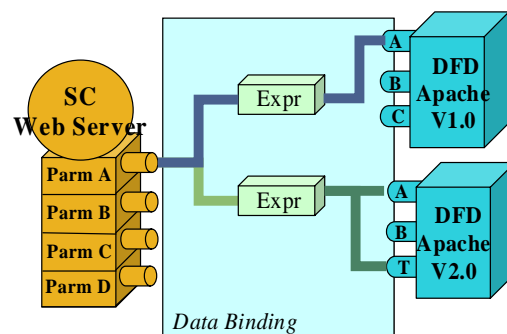 SC
Web Server
Parm A
Parm B
Parm C
Parm D
Expr
Expr
Data Binding
A
B
C
DFD
Apache
V1.0
A
B
T
DFD
Apache
V2.0